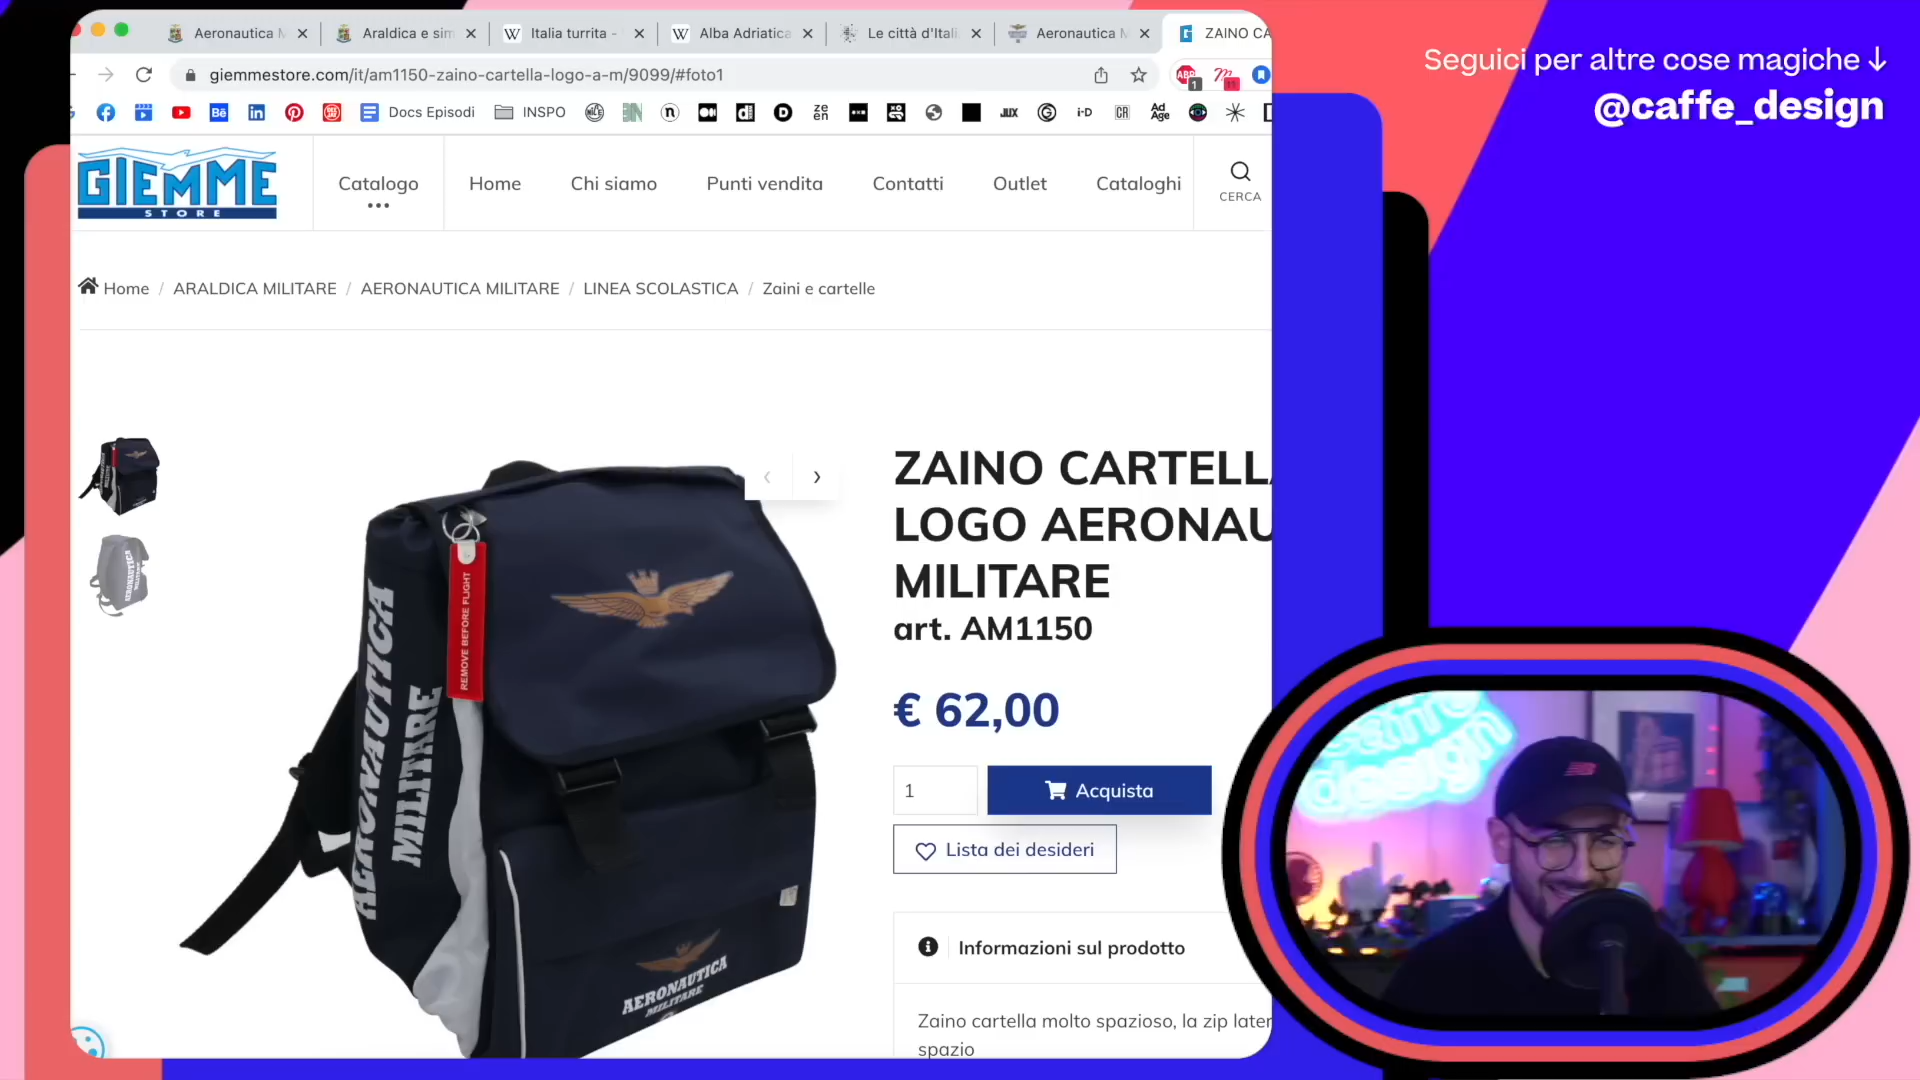 Aeronautica M
Araldica e sim
Italia turrita -
Alba Adriatica
Le città d'Itali
Aeronautica M
ZAINO CA
giemmestore.com/it/am1150-zaino-cartella-logo-a-m/9099/#foto1
Docs Episodi
INSPO
Seguici per altre cose magiche ↓
@caffe_design
GIEMME
STORE
Catalogo
Home
Chi siamo
Punti vendita
Contatti
Outlet
Cataloghi
CERCA
Home / ARALDICA MILITARE / AERONAUTICA MILITARE / LINEA SCOLASTICA / Zaini e cartelle
AERONAUTICA
MILITARE
REMOVE BEFORE FLIGHT
AERONAUTICA
MILITARE
ZAINO CARTELLA
LOGO AERONAU
MILITARE
art. AM1150
€ 62,00
1
Acquista
Lista dei desideri
Informazioni sul prodotto
Zaino cartella molto spazioso, la zip later
spazio
design